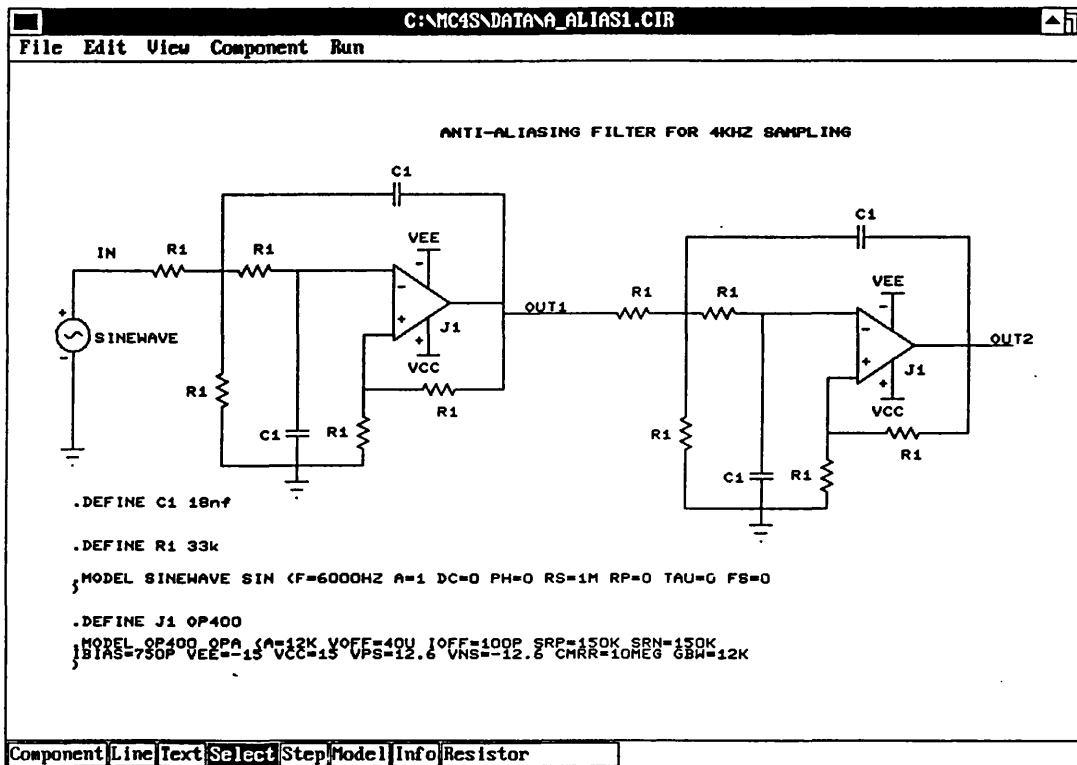 C:\MC4S\DATA\A_ALIAS1.CIR
File Edit View Component Run
ANTI-ALIASING FILTER FOR 4KHZ SAMPLING
C1
C1
IN R1 R1 VEE
R1 R1 VEE
J1
OUT1
SINEWAVE
VCC
OUT2
J1
R1
R1
VCC
C1 R1
R1
R1
C1 R1
.DEFINE C1 18nf
.DEFINE R1 33k
.MODEL SINEWAVE SIN (F=6000HZ A=1 DC=0 PH=0 RS=1M RP=0 TAU=0 FS=0
)
.DEFINE J1 OP400
.MODEL OP400 OPA (A=12K VOFF=40U IOFF=100P SRP=150K SRN=150K
IBIAS=750P VEE=-15 VCC=15 VPS=12.6 VNS=-12.6 CMRR=10MEG GBW=12K
)
Component Line Text Select Step Model Info Resistor